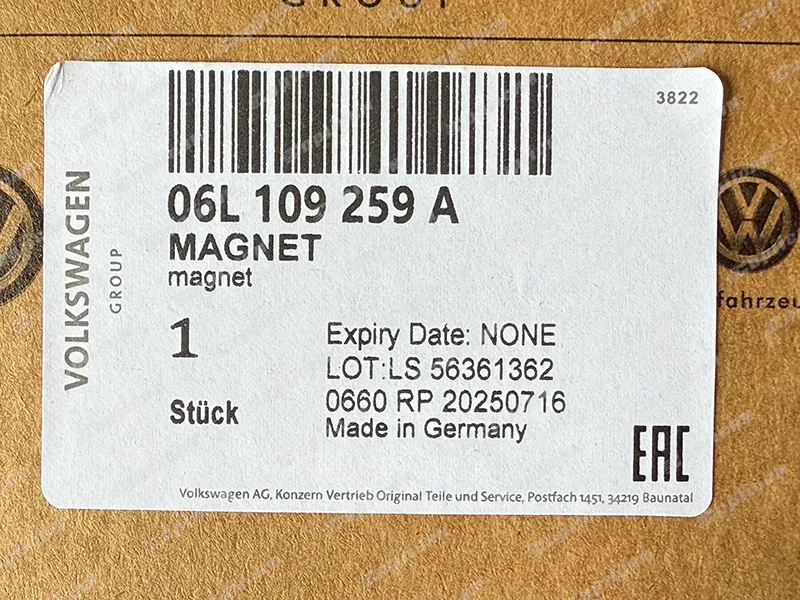 GROUP
3822
VOLKSWAGEN
GROUP
06L 109 259 A
MAGNET
magnet
1
Expiry Date: NONE
LOT:LS 56361362
Stück
0660 RP 20250716
Made in Germany
EAC
fahrzeu
Volkswagen AG, Konzern Vertrieb Original Teile und Service, Postfach 1451, 34219 Baunatal